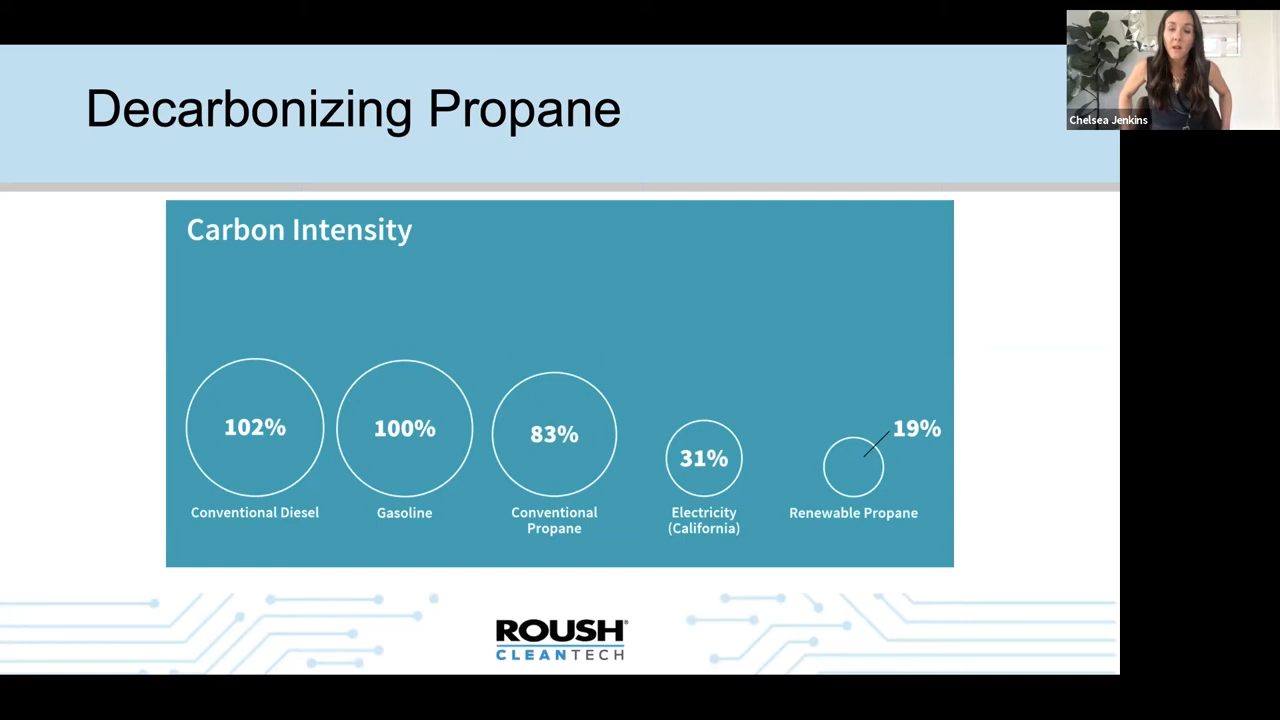 Decarbonizing Propane
Chelsea Jenkins
Carbon Intensity
102%
100%
83%
31%
19%
Conventional Diesel
Gasoline
Conventional
Propane
Electricity
(California)
Renewable Propane
ROUSH®
CLEANTECH